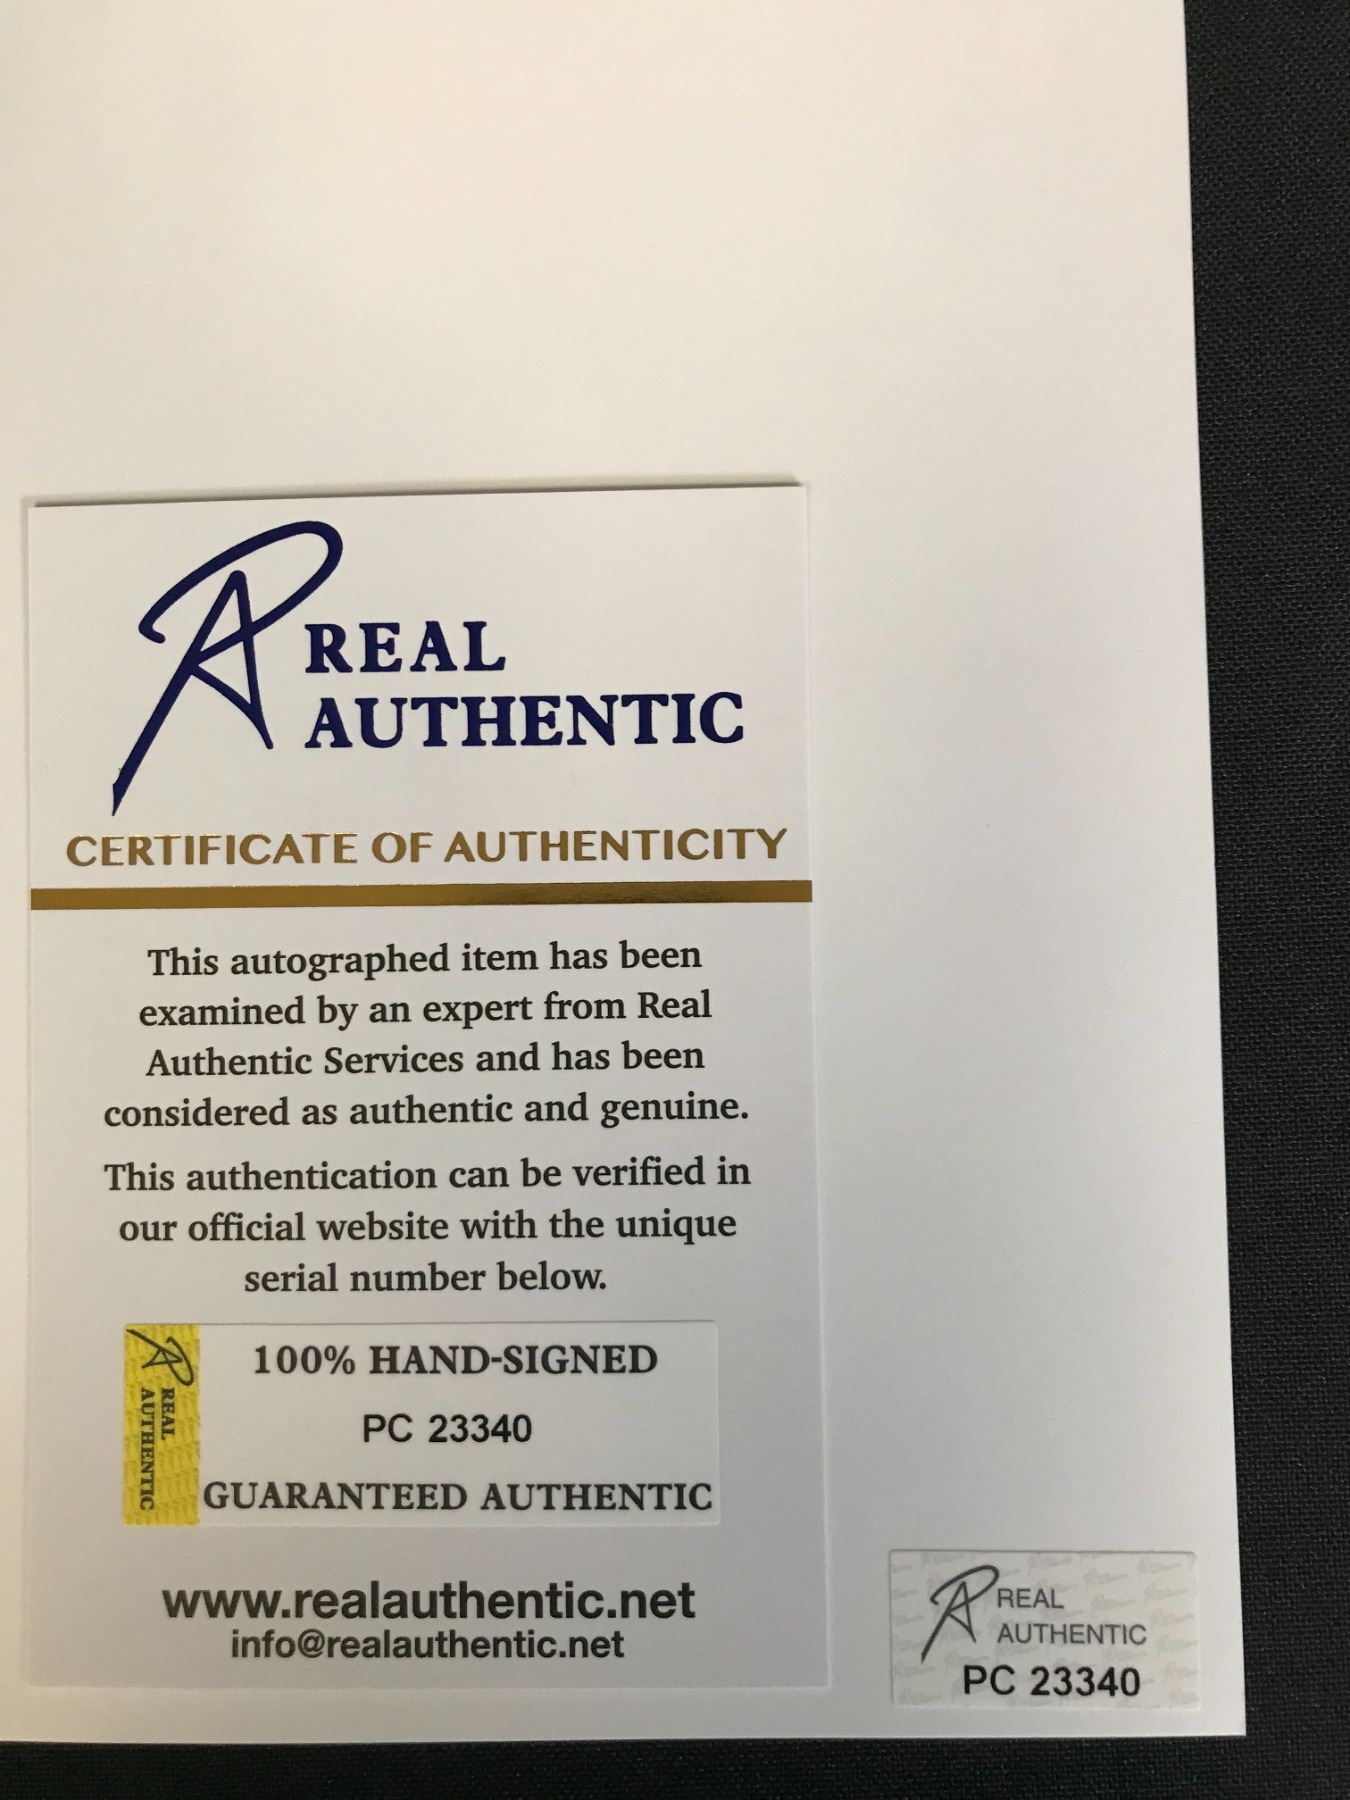 REAL
AUTHENTIC
CERTIFICATE OF AUTHENTICITY
This autographed item has been
examined by an expert from Real
Authentic Services and has been
considered as authentic and genuine.
This authentication can be verified in
our official website with the unique
serial number below.
REAL
AUTHENTIC
100% HAND-SIGNED
PC 23340
GUARANTEED AUTHENTIC
www.realauthentic.net
info@realauthentic.net
REAL
AUTHENTIC
PC 23340